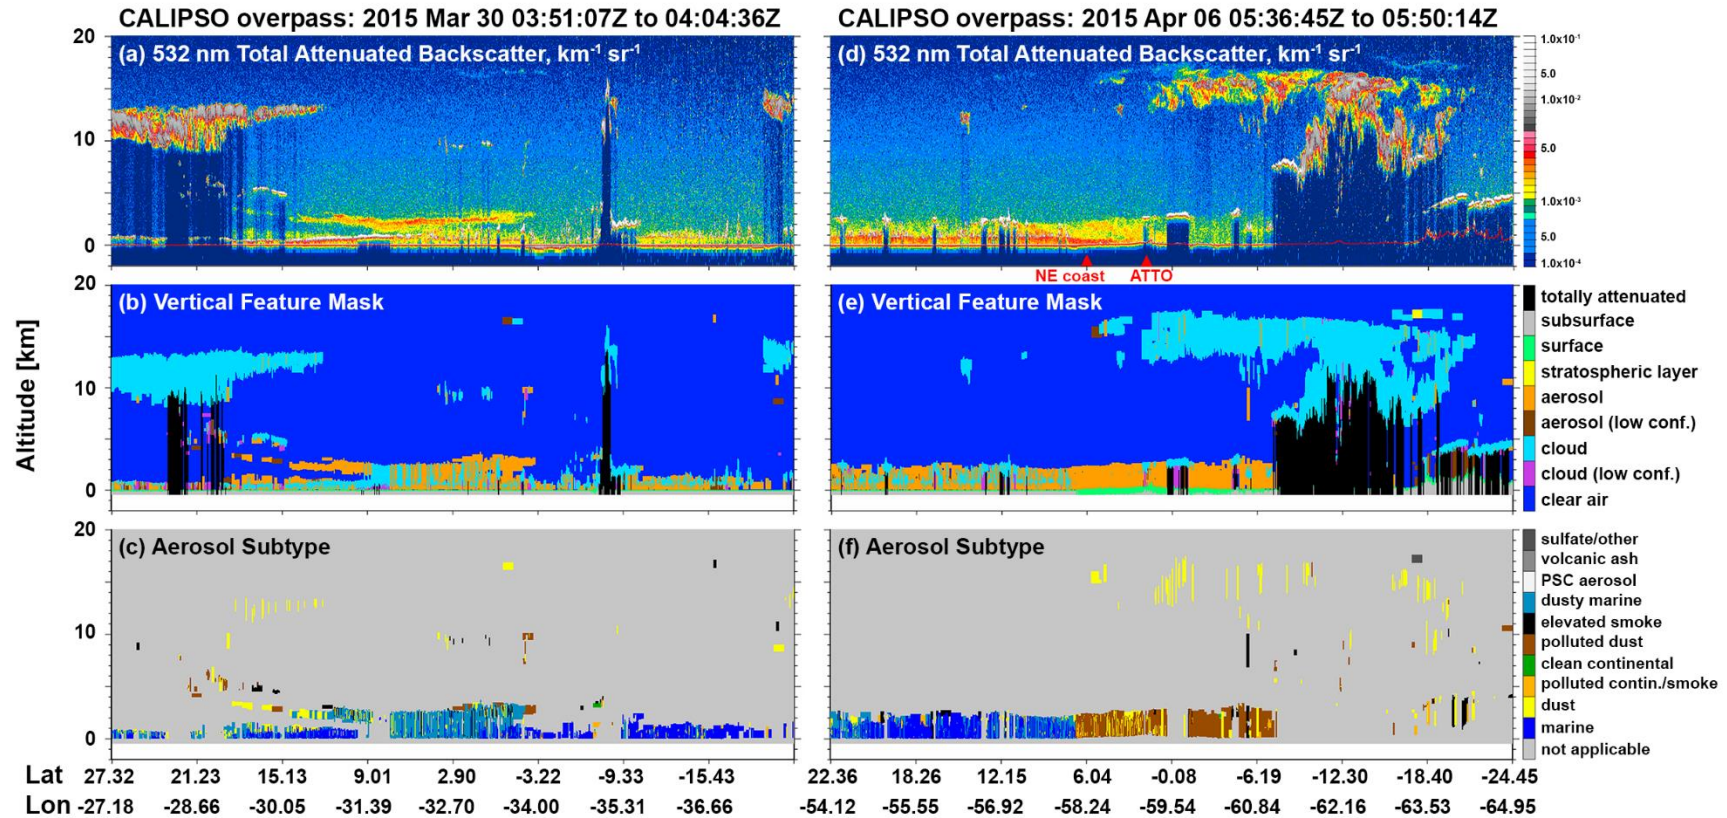 CALIPSO overpass: 2015 Mar 30 03:51:07Z to 04:04:36Z
CALIPSO overpass: 2015 Apr 06 05:36:45Z to 05:50:14Z
Altitude [km]
20
10
0
(a) 532 nm Total Attenuated Backscatter, km⁻¹ sr⁻¹
(d) 532 nm Total Attenuated Backscatter, km⁻¹ sr⁻¹
NE coast
ATTO
1.0x10⁻¹
5.0
1.0x10⁻²
5.0
1.0x10⁻³
5.0
1.0x10⁻⁴
20
10
0
(b) Vertical Feature Mask
(e) Vertical Feature Mask
totally attenuated
subsurface
surface
stratospheric layer
aerosol
aerosol (low conf.)
cloud
cloud (low conf.)
clear air
20
10
0
(c) Aerosol Subtype
(f) Aerosol Subtype
sulfate/other
volcanic ash
PSC aerosol
dusty marine
elevated smoke
polluted dust
clean continental
polluted contin./smoke
dust
marine
not applicable
Lat 27.32 21.23 15.13 9.01 2.90 -3.22 -9.33 -15.43 22.36 18.26 12.15 6.04 -0.08 -6.19 -12.30 -18.40 -24.45
Lon -27.18 -28.66 -30.05 -31.39 -32.70 -34.00 -35.31 -36.66 -54.12 -55.55 -56.92 -58.24 -59.54 -60.84 -62.16 -63.53 -64.95